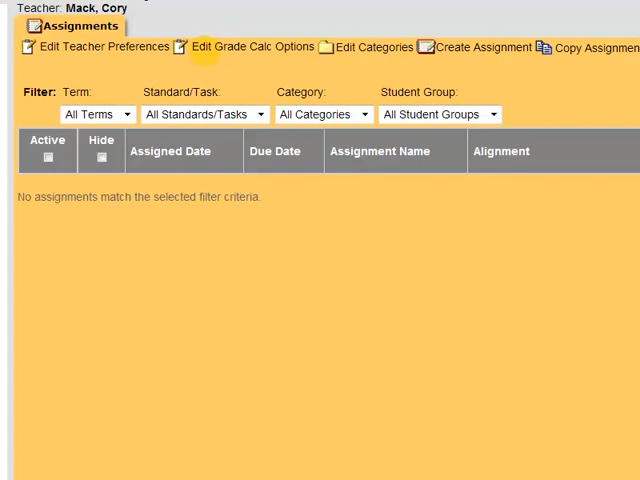 Teacher: Mack, Cory
Assignments
Edit Teacher Preferences Edit Grade Calc Options Edit Categories Create Assignment Copy Assignmen
Filter: Term: Standard/Task: Category: Student Group:
All Terms All Standards/Tasks All Categories All Student Groups
Active Hide Assigned Date Due Date Assignment Name Alignment
No assignments match the selected filter criteria.